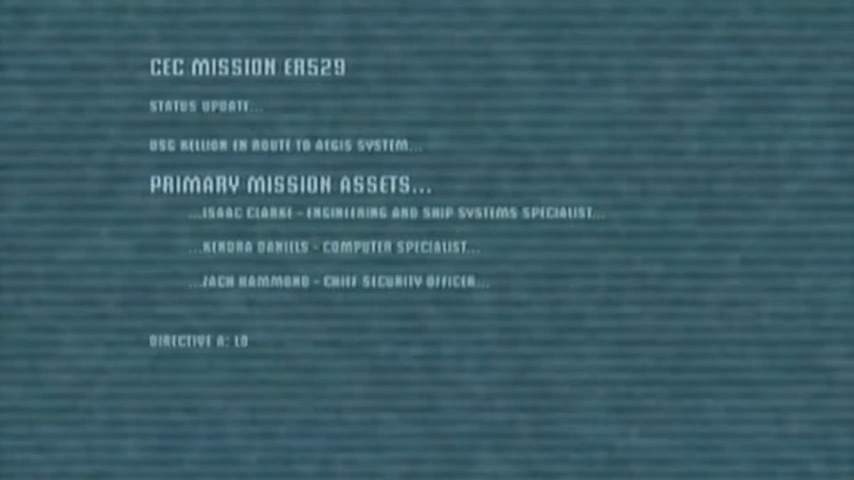 CEC MISSION ER529
STATUS UPDATE...
USG KELLION EN ROUTE TO AEGIS SYSTEM...
PRIMARY MISSION ASSETS...
...ISAAC CLARKE - ENGINEERING AND SHIP SYSTEMS SPECIALIST...
...KENDRA DANIELS - COMPUTER SPECIALIST...
...ZACH HAMMOND - CHIEF SECURITY OFFICER...
DIRECTIVE A: LO